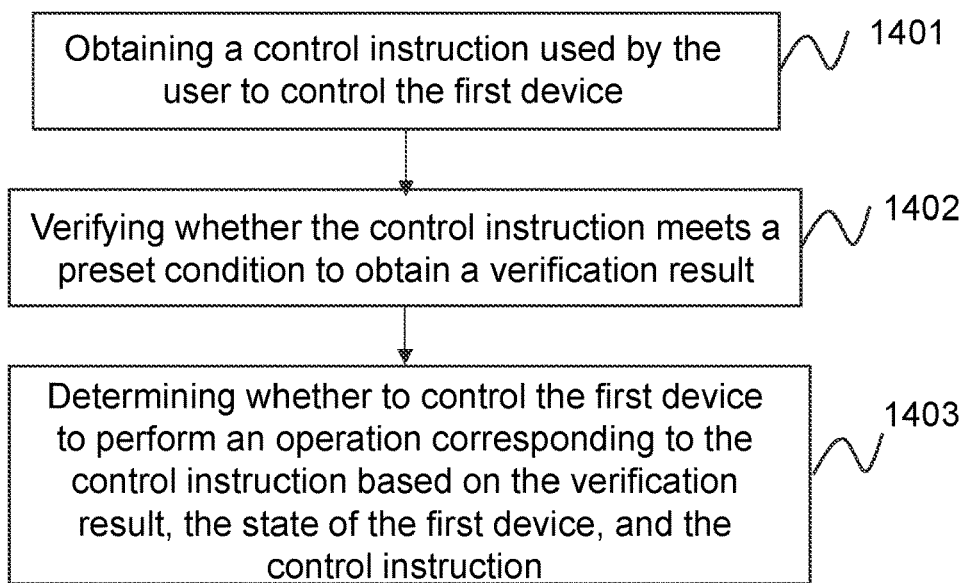 Obtaining a control instruction used by the
user to control the first device
1401
Verifying whether the control instruction meets a
preset condition to obtain a verification result
1402
Determining whether to control the first device
to perform an operation corresponding to the
control instruction based on the verification
result, the state of the first device, and the
control instruction
1403